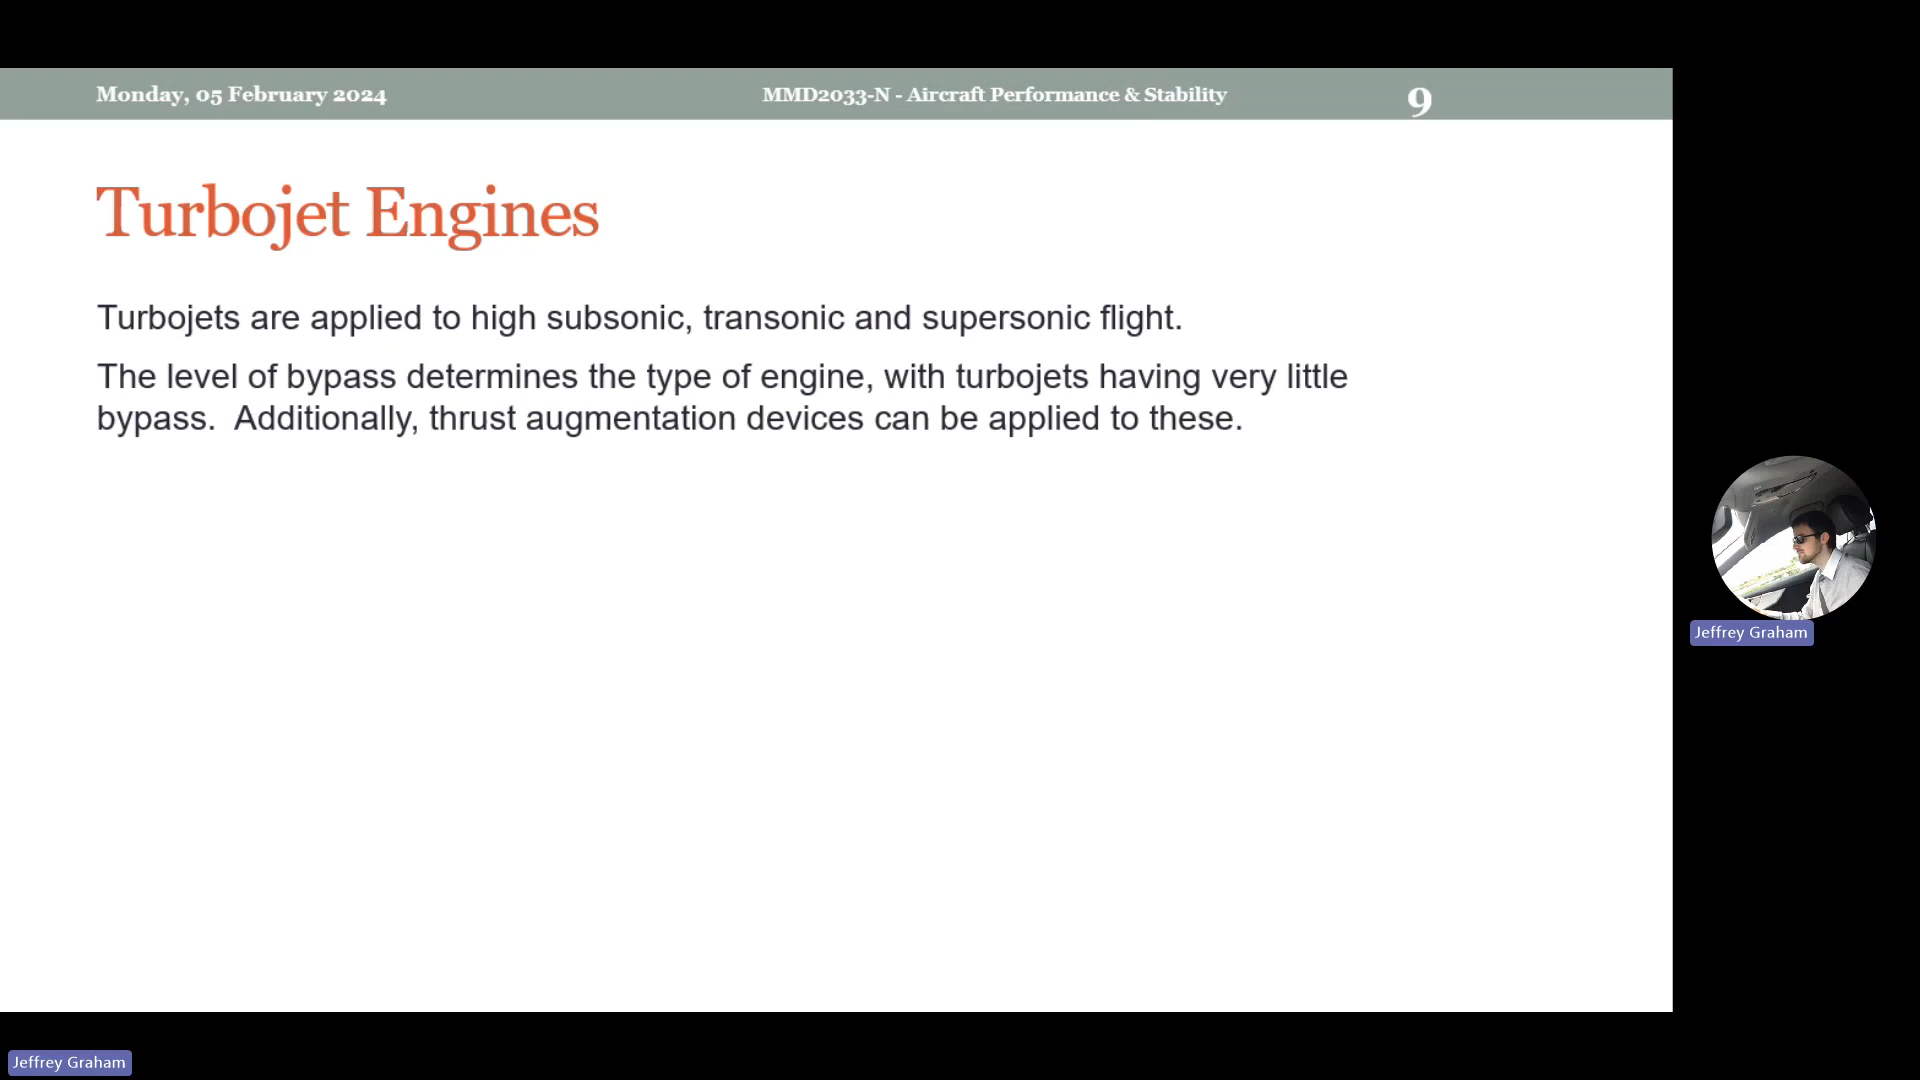 Monday, 05 February 2024
MMD2033-N - Aircraft Performance & Stability
9
Turbojet Engines
Turbojets are applied to high subsonic, transonic and supersonic flight.
The level of bypass determines the type of engine, with turbojets having very little
bypass.  Additionally, thrust augmentation devices can be applied to these.
Jeffrey Graham
Jeffrey Graham